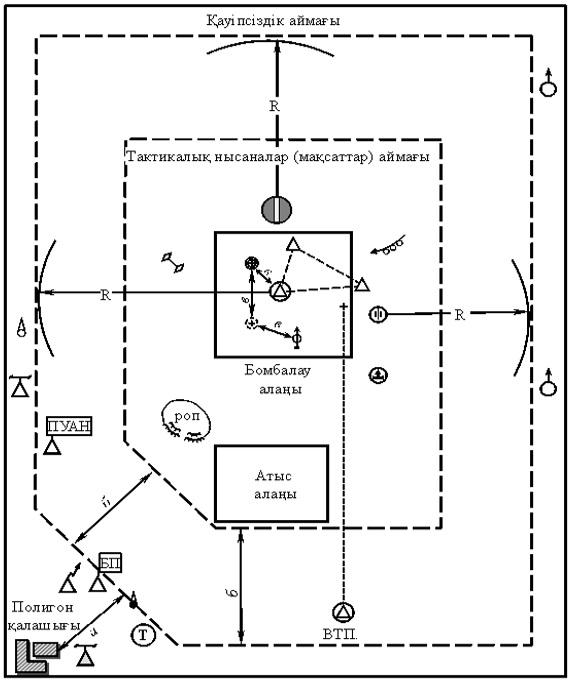 Қауіпсіздік аймағы
R
Тактикалық нысаналар (мақсаттар) аймағы
R
R
Бомбалау
алаңы
роп
ПУАН
Атыс
алаңы
й
БП
б
Полигон
қалашығы
и
Т
ВТП.